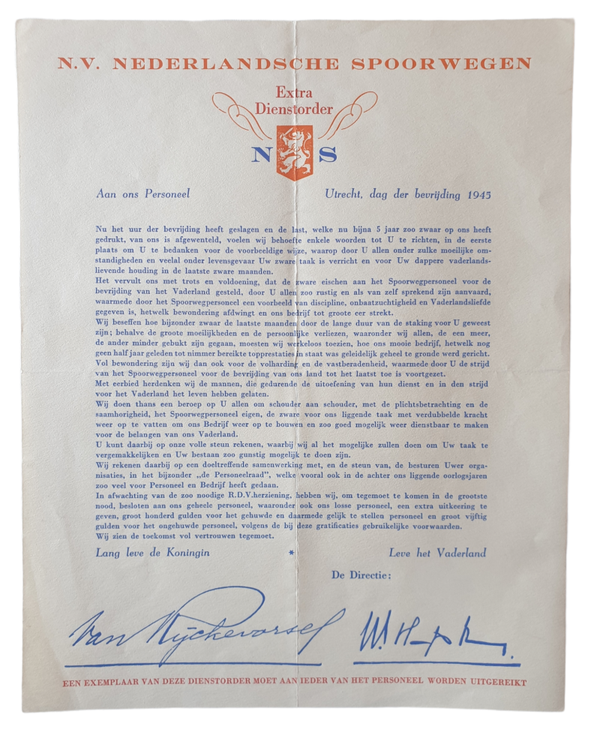 N.V. NEDERLANDSCHE SPOORWEGEN
Extra
Dienstorder
N S
Aan ons Personeel
Utrecht, dag der bevrijding 1945
Nu het uur der bevrijding heeft geslagen en de last, welke nu bijna 5 jaar zoo zwaar op ons heeft
gedrukt, van ons is afgewenteld, voelen wij behoefte enkele woorden tot U te richten, in de eerste
plaats om U te bedanken voor de voorbeeldige wijze, waarop door U allen onder zulke moeilijke om-
standigheden en veelal onder levensgevaar Uw zware taak is verricht en voor Uw dappere vaderlands-
lievende houding in de laatste zware maanden.
Het vervult ons met trots en voldoening, dat de zware eischen aan het Spoorwegpersoneel voor de
bevrijding van het Vaderland gesteld, door U allen zoo rustig en als van zelf sprekend zijn aanvaard,
waarmede door het Spoorwegpersoneel een voorbeeld van discipline, onbaatzuchtigheid en Vaderlandsliefde
gegeven is, hetwelk bewondering afdwingt en ons bedrijf tot groote eer strekt.
Wij beseffen hoe bijzonder zwaar de laatste maanden door de lange duur van de staking voor U geweest
zijn; behalve de groote moeilijkheden en de persoonlijke verliezen, waaronder wij allen, de een meer,
de ander minder gebukt zijn gegaan, moesten wij werkeloos toezien, hoe ons mooie bedrijf, hetwelk nog
geen half jaar geleden tot nimmer bereikte topprestaties in staat was geleidelijk geheel te gronde werd gericht.
Vol bewondering zijn wij dan ook voor de volharding en de vastberadenheid, waarmede door U de strijd
van het Spoorwegpersoneel voor de bevrijding van ons land tot het laatst toe is voortgezet.
Met eerbied herdenken wij de mannen, die gedurende de uitoefening van hun dienst en in den strijd
voor het Vaderland het leven hebben gelaten.
Wij doen thans een beroep op U allen om schouder aan schouder, met de plichtsbetrachting en de
saamhorigheid, het Spoorwegpersoneel eigen, de zware voor ons liggende taak met verdubbelde kracht
weer op te vatten om ons Bedrijf weer op te bouwen en zoo goed mogelijk weer dienstbaar te maken
voor de belangen van ons Vaderland.
U kunt daarbij op onze volle steun rekenen, waarbij wij al het mogelijke zullen doen om Uw taak te
vergemakkelijken en Uw bestaan zoo gunstig mogelijk te doen zijn.
Wij rekenen daarbij op een doeltreffende samenwerking met, en de steun van, de besturen Uwer orga-
nisaties, in het bijzonder „de Personeelraad", welke vooral ook in de achter ons liggende oorlogsjaren
zoo veel voor Personeel en Bedrijf heeft gedaan.
In afwachting van de zoo noodige R.D.V.herziening, hebben wij, om tegemoet te komen in de grootste
nood, besloten aan ons geheele personeel, waaronder ook ons losse personeel, een extra uitkeering te
geven, groot honderd gulden voor het gehuwde en daarmede gelijk te stellen personeel en groot vijftig
gulden voor het ongehuwde personeel, volgens de bij deze gratificaties gebruikelijke voorwaarden.
Wij zien de toekomst vol vertrouwen tegemoet.
Lang leve de Koningin * Leve het Vaderland
De Directie:
Van Rijckevorsel
EEN EXEMPLAAR VAN DEZE DIENSTORDER MOET AAN IEDER VAN HET PERSONEEL WORDEN UITGEREIKT